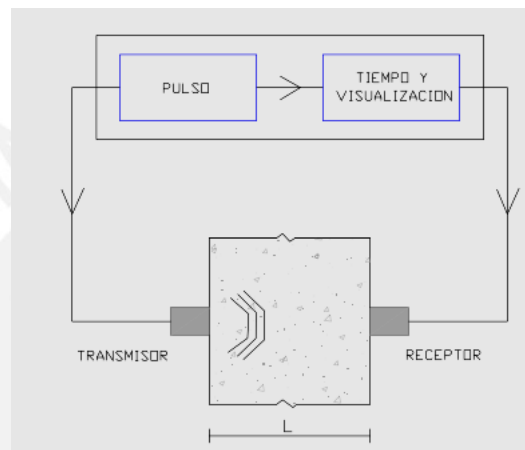 PULSO
TIEMPO Y
VISUALIZACION
TRANSMISOR
RECEPTOR
L